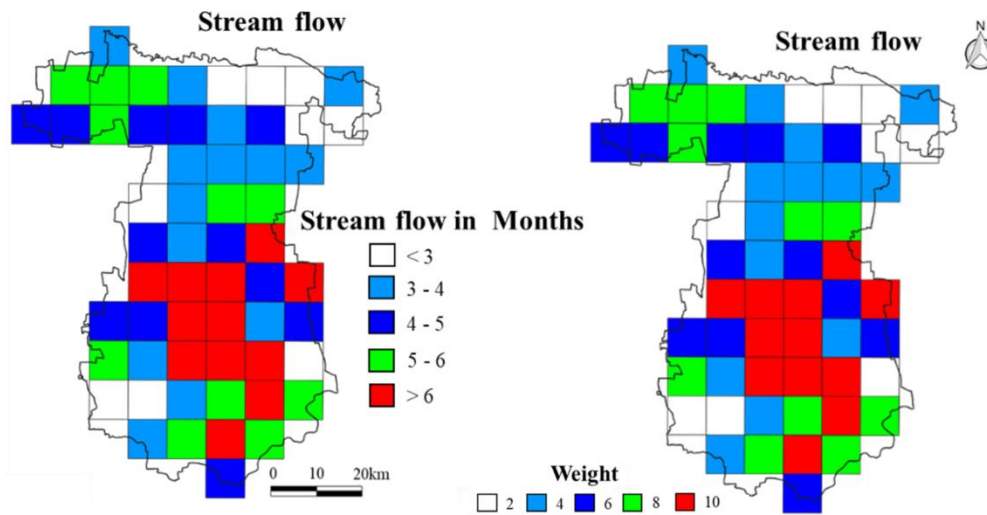 Stream flow
Stream flow
N
Stream flow in Months
< 3
3 - 4
4 - 5
5 - 6
> 6
0 10 20km
Weight
2 4 6 8 10